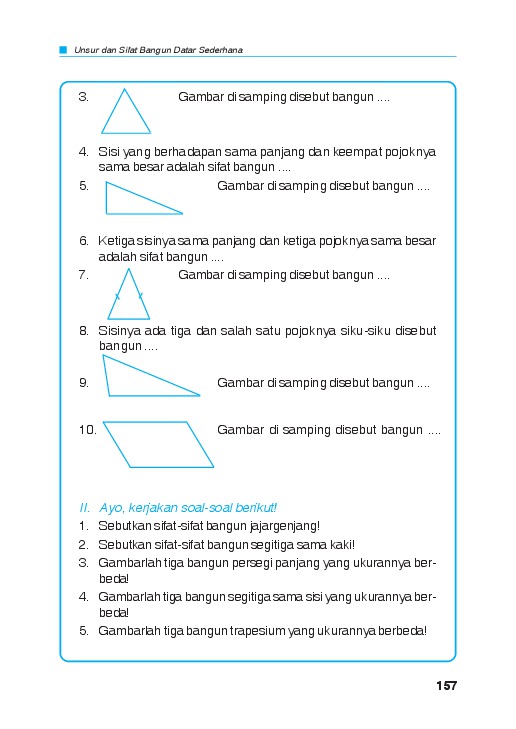 Unsur dan Sifat Bangun Datar Sederhana
3. Gambar di samping disebut bangun ....
4. Sisi yang berhadapan sama panjang dan keempat pojoknya
sama besar adalah sifat bangun ....
5. Gambar di samping disebut bangun ....
6. Ketiga sisinya sama panjang dan ketiga pojoknya sama besar
adalah sifat bangun ....
7. Gambar di samping disebut bangun ....
8. Sisinya ada tiga dan salah satu pojoknya siku-siku disebut
bangun ....
9. Gambar di samping disebut bangun ....
10. Gambar di samping disebut bangun ....
II. Ayo, kerjakan soal-soal berikut!
1. Sebutkan sifat-sifat bangun jajargenjang!
2. Sebutkan sifat-sifat bangun segitiga sama kaki!
3. Gambarlah tiga bangun persegi panjang yang ukurannya ber-
beda!
4. Gambarlah tiga bangun segitiga sama sisi yang ukurannya ber-
beda!
5. Gambarlah tiga bangun trapesium yang ukurannya berbeda!
157